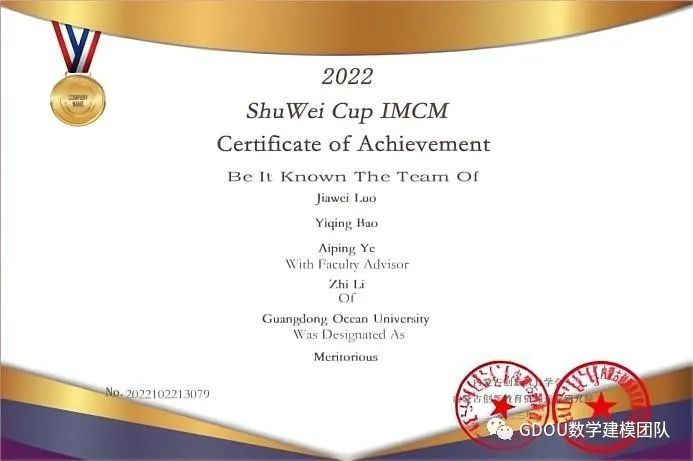 COMPANY
NAME
2022
ShuWei Cup IMCM
Certificate of Achievement
Be It Known The Team Of
Jiawei Luo
Yiqing Bao
Aiping Ye
With Faculty Advisor
Zhi Li
Of
Guangdong Ocean University
Was Designated As
Meritorious
No. 2022102213079
GDOU数学建模团队